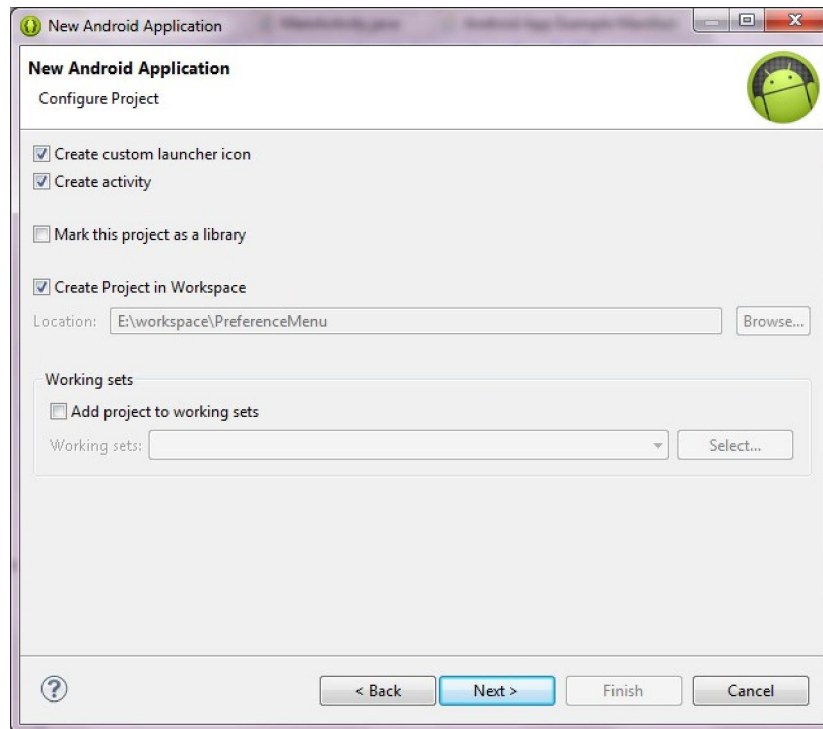 New Android Application
New Android Application
Configure Project
Create custom launcher icon
Create activity
Mark this project as a library
Create Project in Workspace
Location: E:\workspace\PreferenceMenu Browse...
Working sets
Add project to working sets
Working sets: Select...
? < Back Next > Finish Cancel